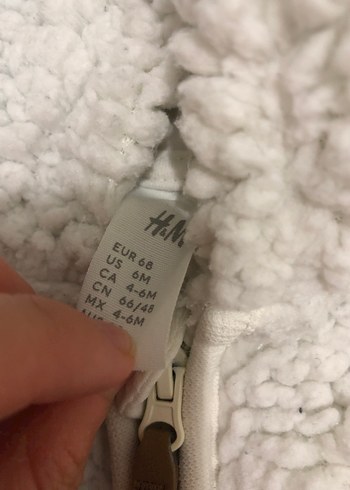 H&M
EUR 68
US 6M
CA 4-6M
CN 66/48
MX 4-6M